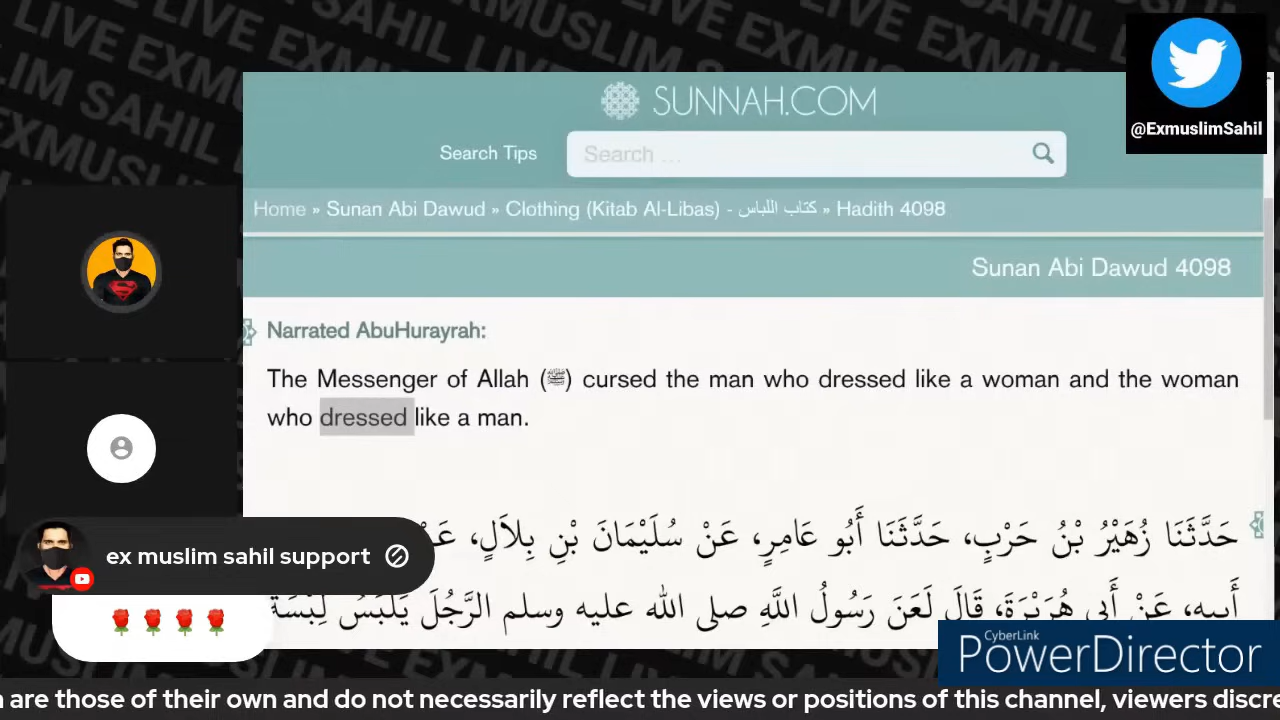 SUNNAH.COM
@ExmuslimSahil
Search Tips
Search ...
Home » Sunan Abi Dawud » Clothing (Kitab Al-Libas) - كتاب اللباس » Hadith 4098
Sunan Abi Dawud 4098
Narrated AbuHurayrah:
The Messenger of Allah (ﷺ) cursed the man who dressed like a woman and the woman
who dressed like a man.
حَدَّثَنَا زُهَيْرُ بْنُ حَرْبٍ، حَدَّثَنَا أَبُو عَامِرٍ، عَنْ سُلَيْمَانَ بْنِ بِلاَلٍ،
أَبِيهِ، عَنْ أَبِي هُرَيْرَةَ، قَالَ لَعَنَ رَسُولُ اللَّهِ صلى الله عليه وسلم الرَّجُلَ يَلْبَسُ لِبْسَةَ
ex muslim sahil support
🌹 🌹 🌹 🌹
CyberLink
PowerDirector
are those of their own and do not necessarily reflect the views or positions of this channel, viewers
LIVE EXMUSLIM SAHIL